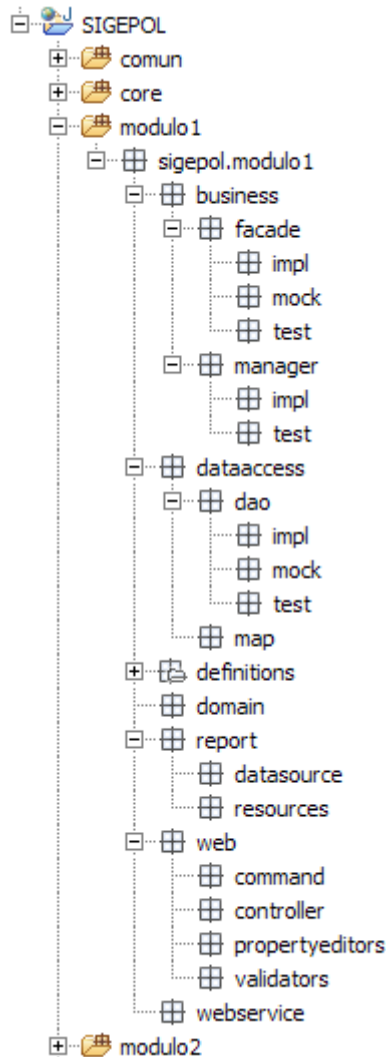 SIGEPOL
comun
core
modulo1
sigepol.modulo1
business
facade
impl
mock
test
manager
impl
test
dataaccess
dao
impl
mock
test
map
definitions
domain
report
datasource
resources
web
command
controller
propertyeditors
validators
webservice
modulo2